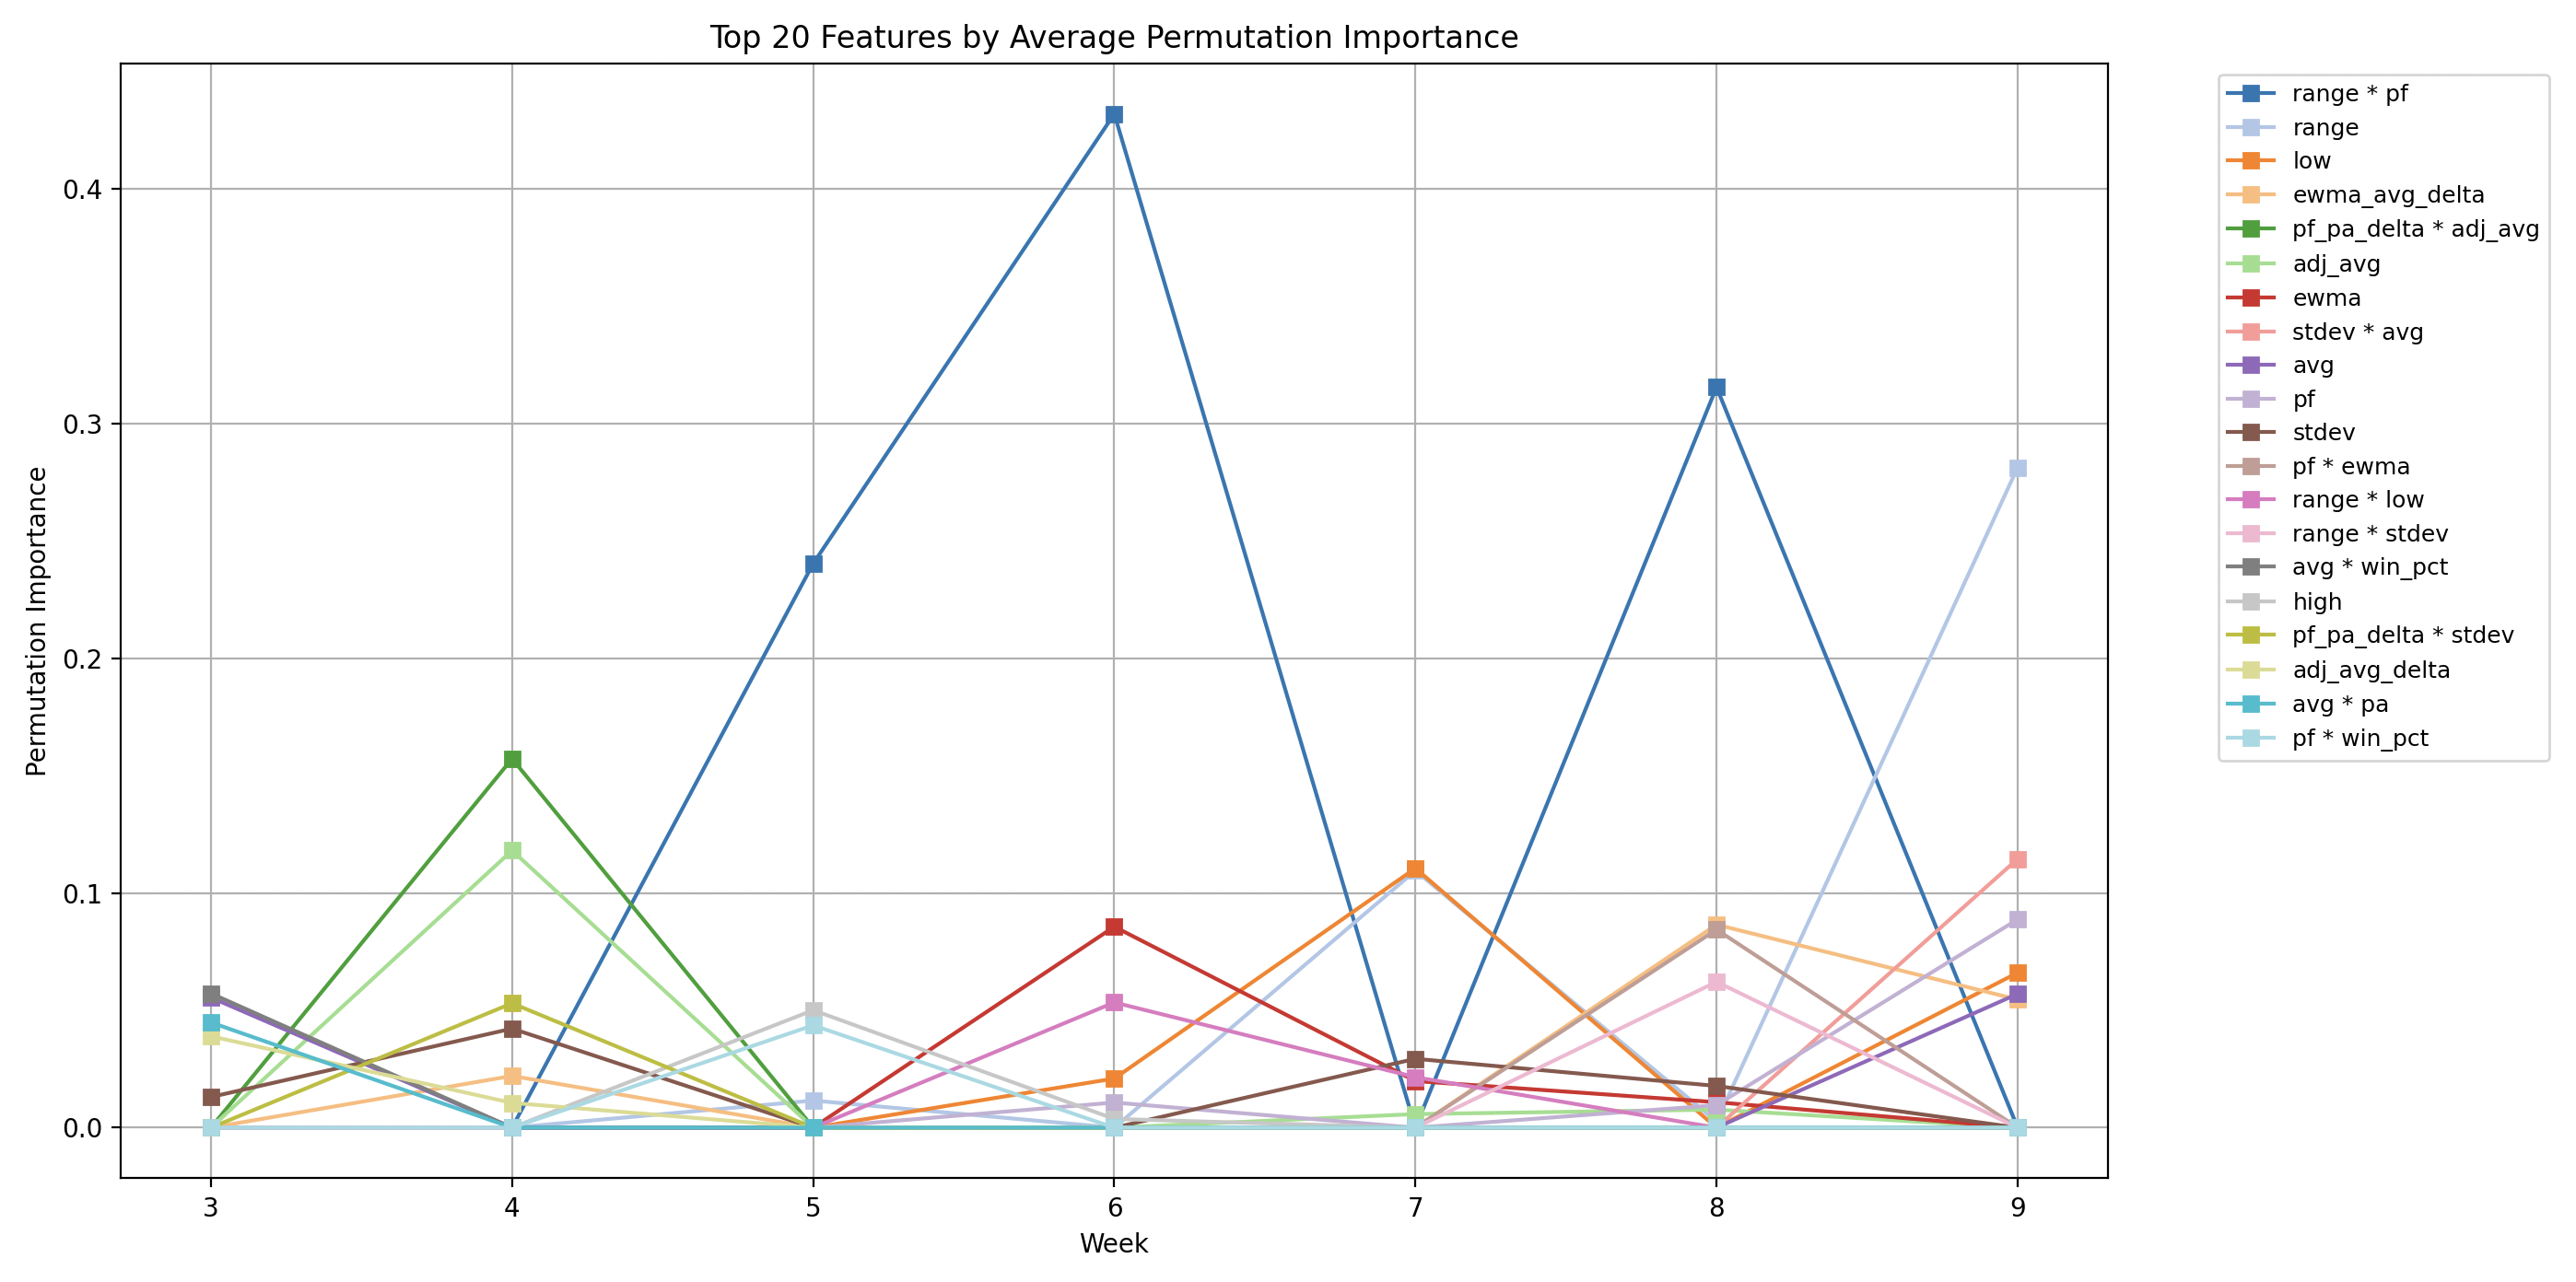 Top 20 Features by Average Permutation Importance
Permutation Importance
0.4
0.3
0.2
0.1
0.0
3 4 5 6 7 8 9
Week
range * pf
range
low
ewma_avg_delta
pf_pa_delta * adj_avg
adj_avg
ewma
stdev * avg
avg
pf
stdev
pf * ewma
range * low
range * stdev
avg * win_pct
high
pf_pa_delta * stdev
adj_avg_delta
avg * pa
pf * win_pct